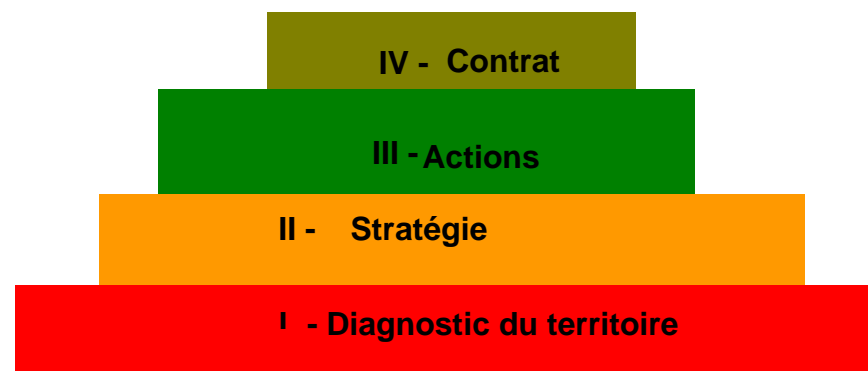 IV - Contrat
III - Actions
II - Stratégie
I - Diagnostic du territoire